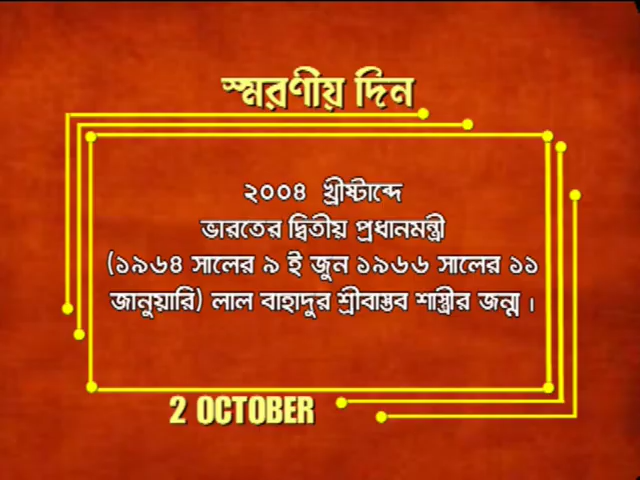 স্মরণীয় দিন
২০০৪ খ্রীষ্টাব্দে
ভারতের দ্বিতীয় প্রধানমন্ত্রী
(১৯৬৪ সালের ৯ ই জুন ১৯৬৬ সালের ১১
জানুয়ারি) লাল বাহাদুর শ্রীবাস্তব শাস্ত্রীর জন্ম ।
2 OCTOBER